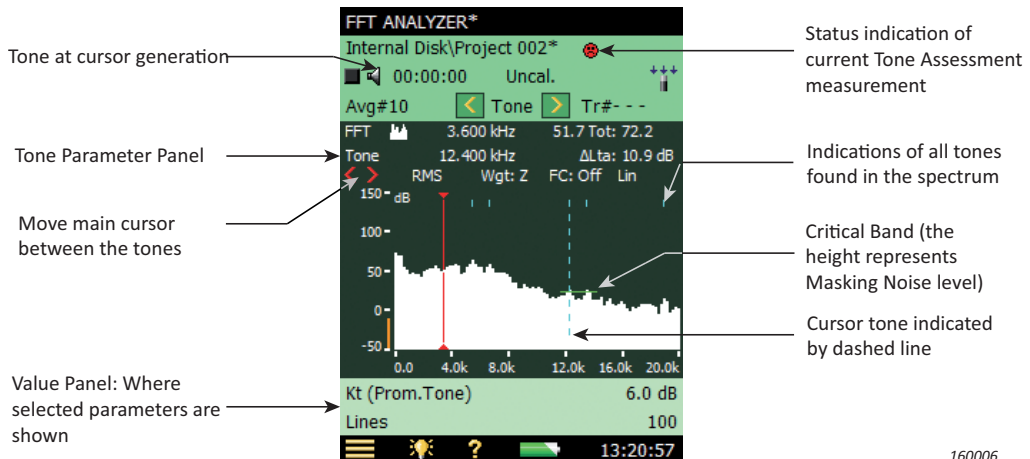 FFT ANALYZER*
Internal Disk\Project 002*
00:00:00 Uncal.
Avg#10 < Tone > Tr#- - -
FFT 3.600 kHz 51.7 Tot: 72.2
Tone 12.400 kHz ΔLta: 10.9 dB
< > RMS Wgt: Z FC: Off Lin
150
dB
100
50
0
-50
0.0 4.0k 8.0k 12.0k 16.0k 20.0k
Kt (Prom.Tone) 6.0 dB
Lines 100
? 13:20:57
Tone at cursor generation
Tone Parameter Panel
Move main cursor
between the tones
Value Panel: Where
selected parameters are
shown
Status indication of
current Tone Assessment
measurement
Indications of all tones
found in the spectrum
Critical Band (the
height represents
Masking Noise level)
Cursor tone indicated
by dashed line
160006